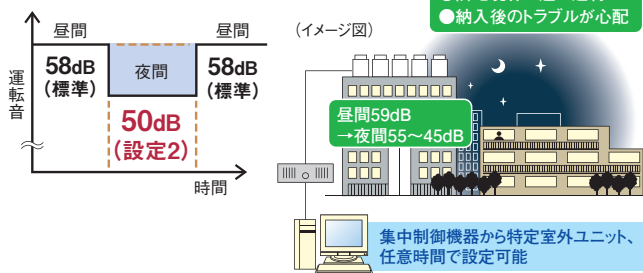 ●納入後のトラブルが心配
(イメージ図)
昼間
昼間
夜間
58dB
(標準)
58dB
(標準)
50dB
(設定2)
運転音
時間
昼間59dB
→夜間55〜45dB
集中制御機器から特定室外ユニット、
任意時間で設定可能